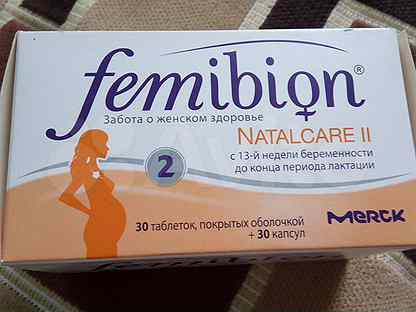 femibion®
Забота о женском здоровье
NATALCARE II
с 13-й недели беременности
до конца периода лактации
2
30 таблеток, покрытых оболочкой
+ 30 капсул
MERCK
femibion